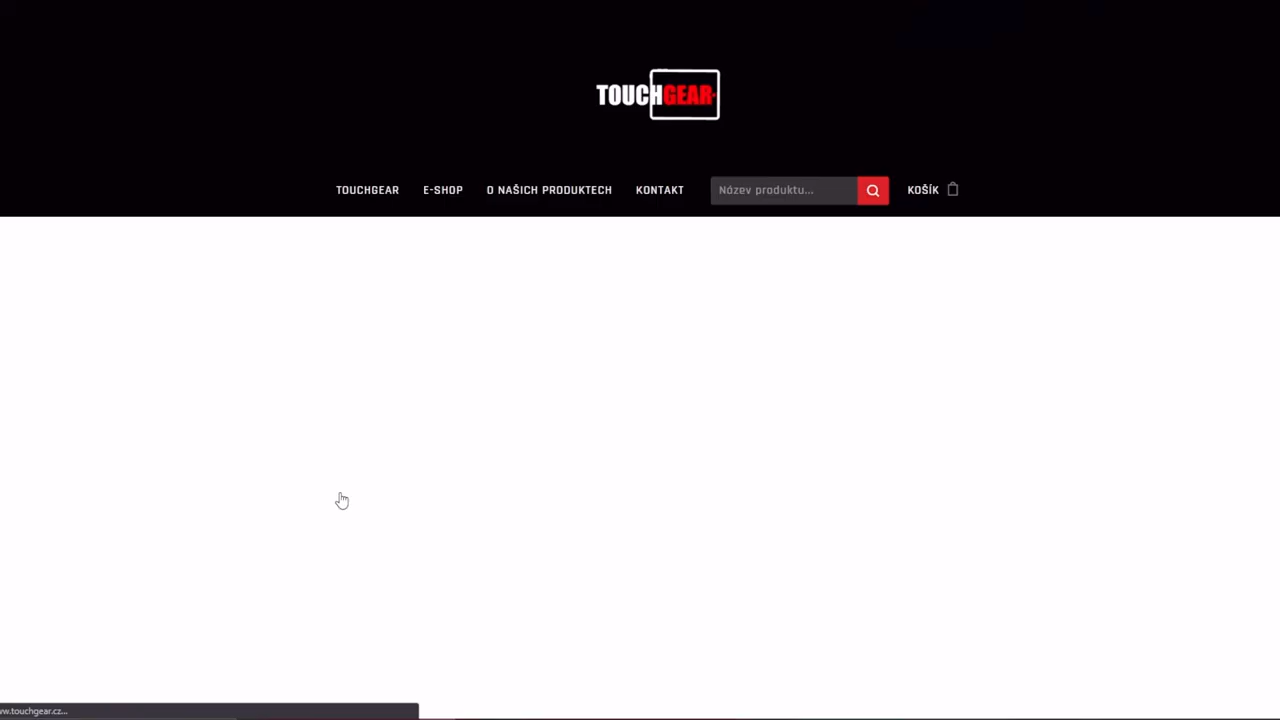 TOUCHGEAR
TOUCHGEAR E-SHOP O NAŠICH PRODUKTECH KONTAKT Název produktu... KOŠÍK
w.touchgear.cz...